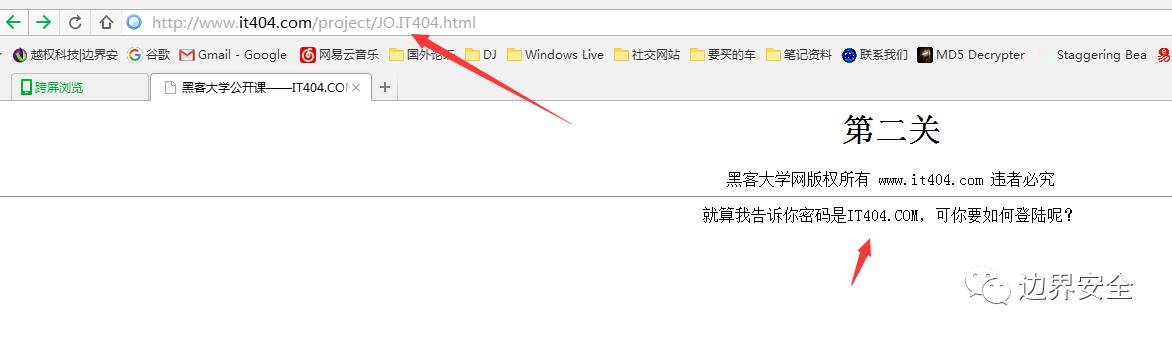 http://www.it404.com/project/JO.IT404.html
越权科技|边界安 谷歌 Gmail - Google 网易云音乐 国外论坛 DJ Windows Live 社交网站 要买的车 笔记资料 联系我们 MD5 Decrypter Staggering Bea
跨屏浏览 黑客大学公开课——IT404.CO
第二关
黑客大学网版权所有 www.it404.com 违者必究
就算我告诉你密码是IT404.COM，可你要如何登陆呢？
边界安全